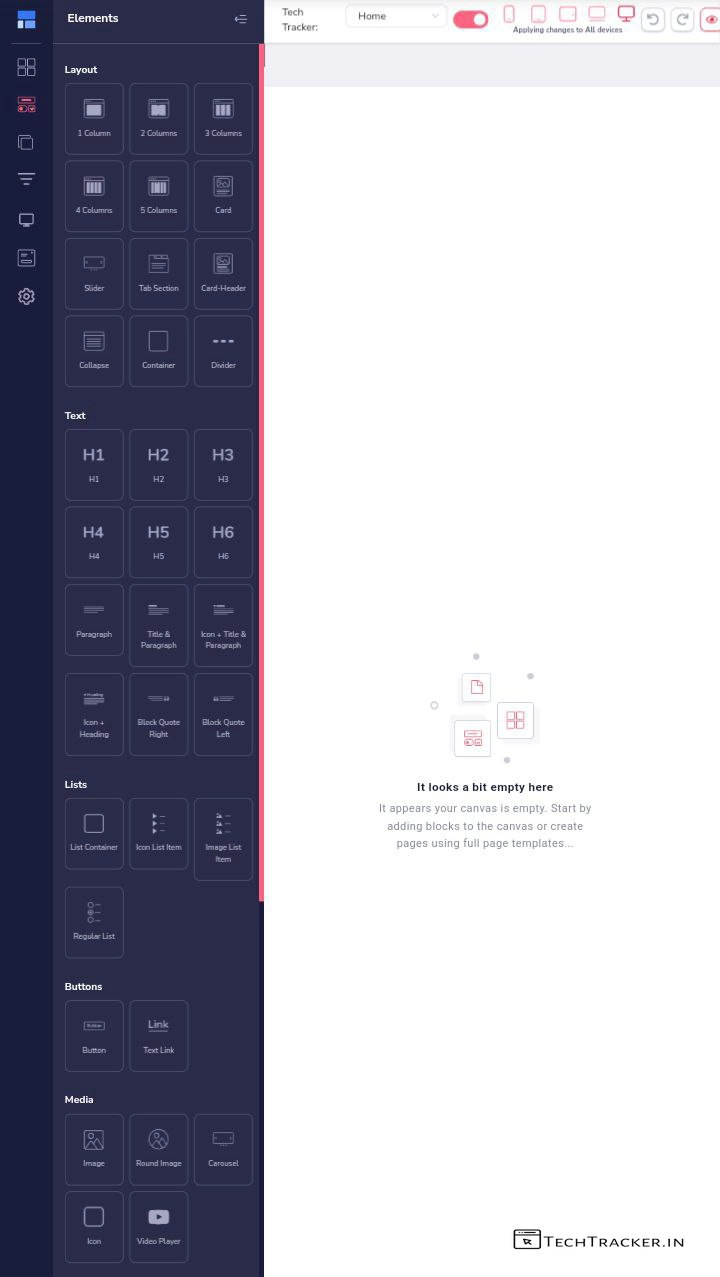 Elements
Tech
Tracker:
Home
Applying changes to All devices
Layout
1 Column
2 Columns
3 Columns
4 Columns
5 Columns
Card
Slider
Tab Section
Card-Header
Collapse
Container
Divider
Text
H1
H2
H3
H1
H2
H3
H4
H5
H6
H4
H5
H6
Paragraph
Title &
Paragraph
Icon + Title &
Paragraph
Icon +
Heading
Block Quote
Right
Block Quote
Left
Lists
List Container
Icon List Item
Image List
Item
Regular List
Buttons
Button
Link
Button
Text Link
Media
Image
Round Image
Carousel
Icon
Video Player
It looks a bit empty here
It appears your canvas is empty. Start by
adding blocks to the canvas or create
pages using full page templates...
TECHTRACKER.IN